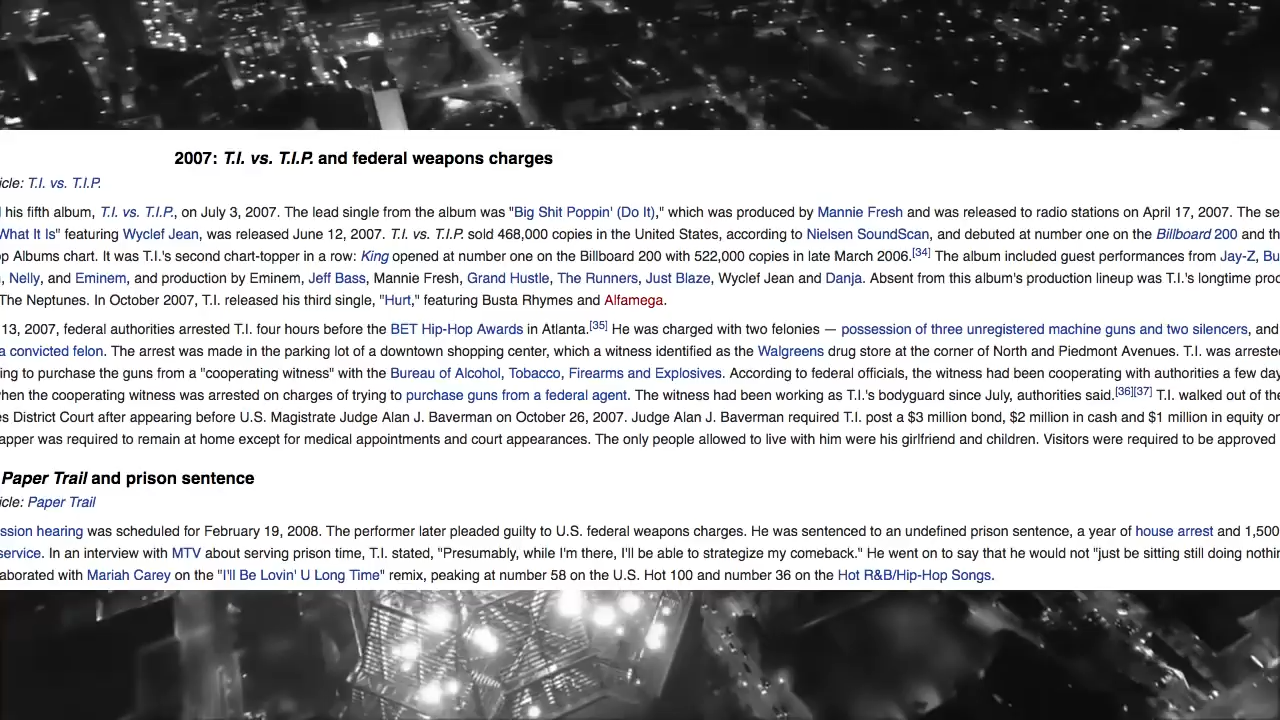 2007: T.I. vs. T.I.P. and federal weapons charges
icle: T.I. vs. T.I.P.
his fifth album, T.I. vs. T.I.P., on July 3, 2007. The lead single from the album was "Big Shit Poppin' (Do It)," which was produced by Mannie Fresh and was released to radio stations on April 17, 2007. The se
What It Is" featuring Wyclef Jean, was released June 12, 2007. T.I. vs. T.I.P. sold 468,000 copies in the United States, according to Nielsen SoundScan, and debuted at number one on the Billboard 200 and th
p Albums chart. It was T.I.'s second chart-topper in a row: King opened at number one on the Billboard 200 with 522,000 copies in late March 2006.[34] The album included guest performances from Jay-Z, Bu
, Nelly, and Eminem, and production by Eminem, Jeff Bass, Mannie Fresh, Grand Hustle, The Runners, Just Blaze, Wyclef Jean and Danja. Absent from this album's production lineup was T.I.'s longtime proc
The Neptunes. In October 2007, T.I. released his third single, "Hurt," featuring Busta Rhymes and Alfamega.
13, 2007, federal authorities arrested T.I. four hours before the BET Hip-Hop Awards in Atlanta.[35] He was charged with two felonies — possession of three unregistered machine guns and two silencers, and
a convicted felon. The arrest was made in the parking lot of a downtown shopping center, which a witness identified as the Walgreens drug store at the corner of North and Piedmont Avenues. T.I. was arreste
ing to purchase the guns from a "cooperating witness" with the Bureau of Alcohol, Tobacco, Firearms and Explosives. According to federal officials, the witness had been cooperating with authorities a few day
hen the cooperating witness was arrested on charges of trying to purchase guns from a federal agent. The witness had been working as T.I.'s bodyguard since July, authorities said.[36][37] T.I. walked out of the
es District Court after appearing before U.S. Magistrate Judge Alan J. Baverman on October 26, 2007. Judge Alan J. Baverman required T.I. post a $3 million bond, $2 million in cash and $1 million in equity or
apper was required to remain at home except for medical appointments and court appearances. The only people allowed to live with him were his girlfriend and children. Visitors were required to be approved
Paper Trail and prison sentence
icle: Paper Trail
ssion hearing was scheduled for February 19, 2008. The performer later pleaded guilty to U.S. federal weapons charges. He was sentenced to an undefined prison sentence, a year of house arrest and 1,500
service. In an interview with MTV about serving prison time, T.I. stated, "Presumably, while I'm there, I'll be able to strategize my comeback." He went on to say that he would not "just be sitting still doing nothin
aborated with Mariah Carey on the "I'll Be Lovin' U Long Time" remix, peaking at number 58 on the U.S. Hot 100 and number 36 on the Hot R&B/Hip-Hop Songs.